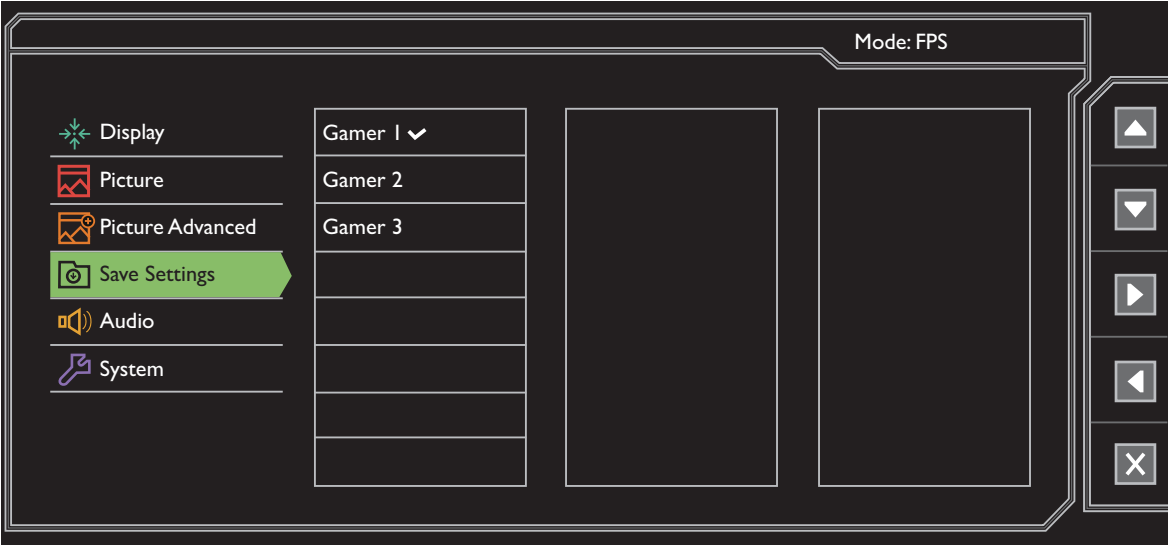 Mode: FPS
Display
Picture
Picture Advanced
Save Settings
Audio
System
Gamer 1
Gamer 2
Gamer 3